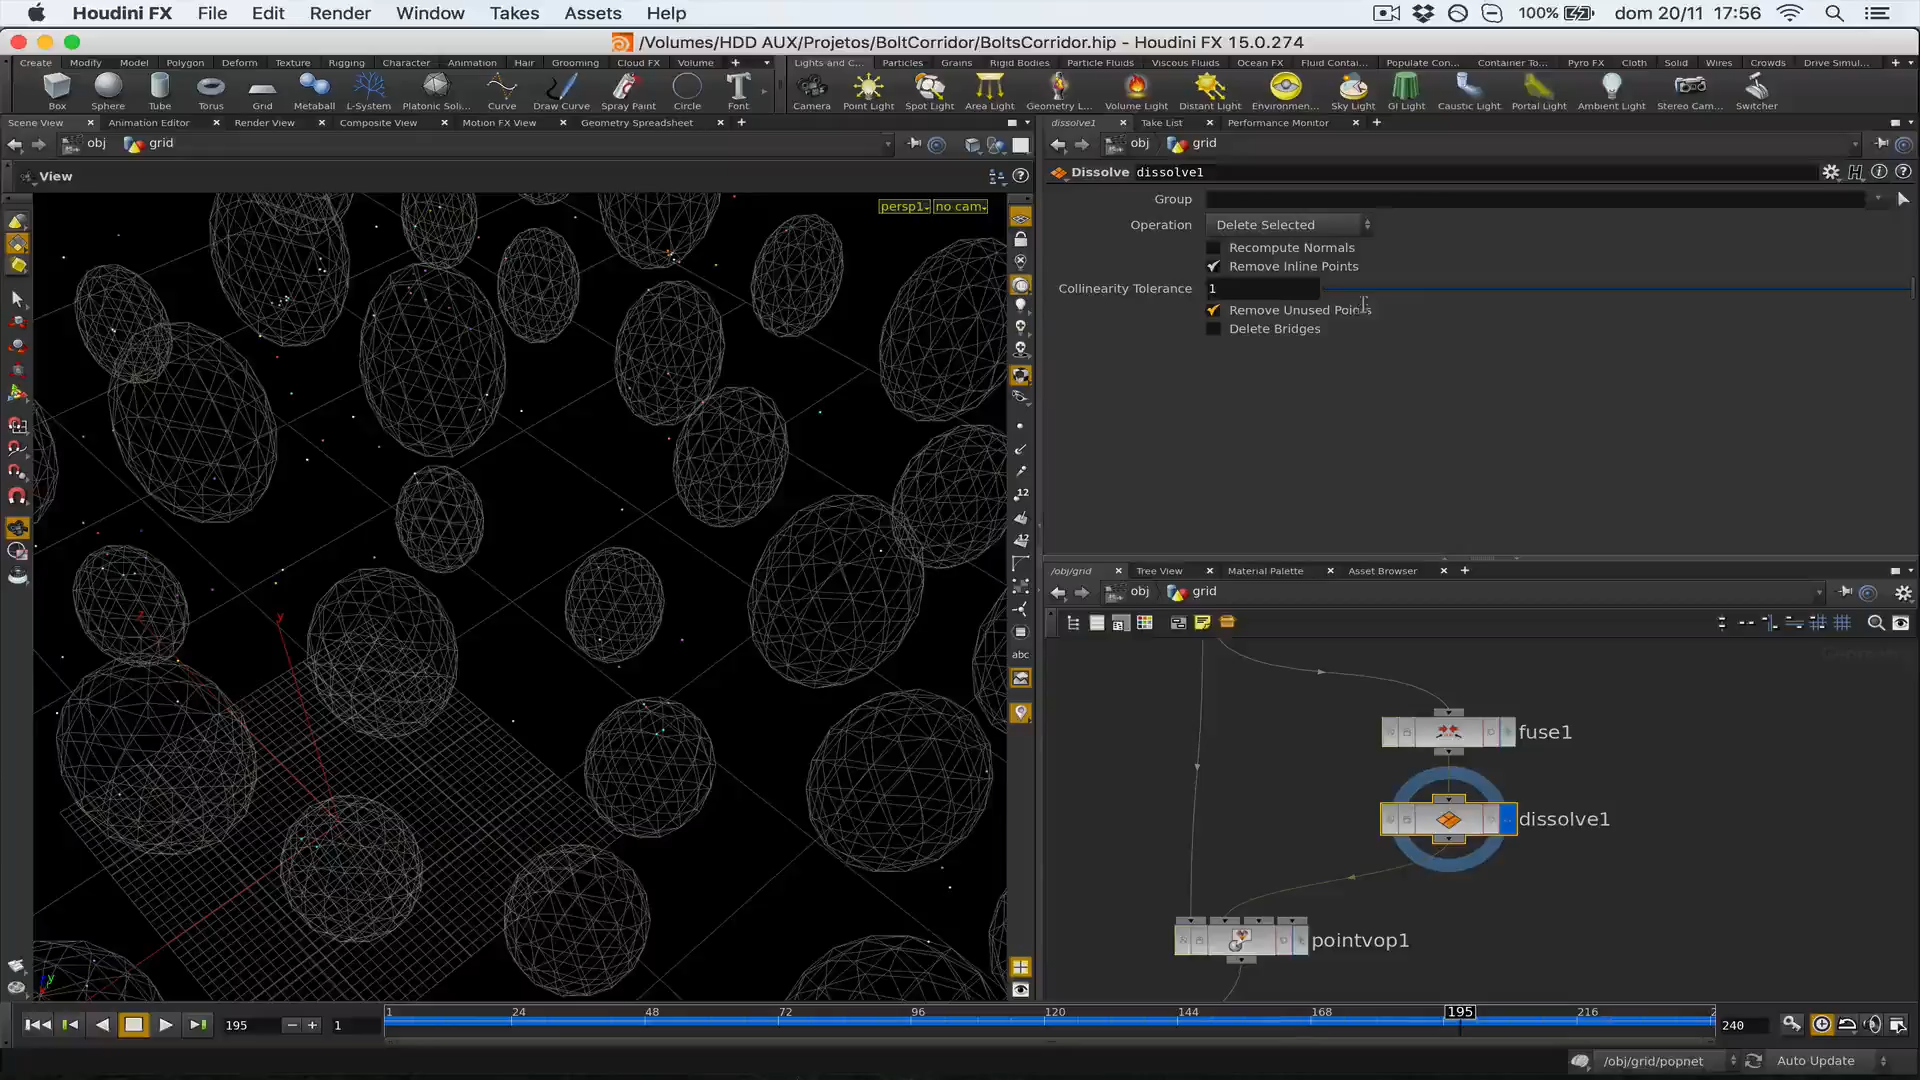 Houdini FX File Edit Render Window Takes Assets Help 100% dom 20/11 17:56
/Volumes/HDD AUX/Projetos/BoltCorridor/BoltsCorridor.hip - Houdini FX 15.0.274
Create Modify Model Polygon Deform Texture Rigging Character Animation Hair Grooming Cloud FX Volume
Lights and C... Particles Grains Rigid Bodies Particle Fluids Viscous Fluids Ocean FX Fluid Contai... Populate Con... Container To... Pyro FX Cloth Solid Wires Crowds Drive Simul...
Box Sphere Tube Torus Grid Metaball L-System Platonic Soli... Curve Draw Curve Spray Paint Circle Font
Camera Point Light Spot Light Area Light Geometry L... Volume Light Distant Light Environmen... Sky Light GI Light Caustic Light Portal Light Ambient Light Stereo Cam... Switcher
Scene View Animation Editor Render View Composite View Motion FX View Geometry Spreadsheet
dissolve1 Take List Performance Monitor
obj grid
obj grid
View
persp1 no cam
Dissolve dissolve1
Group
Operation Delete Selected
Recompute Normals
Remove Inline Points
Collinearity Tolerance 1
Remove Unused Points
Delete Bridges
12
12
abc
z
y
y
/obj/grid Tree View Material Palette Asset Browser
obj grid
fuse1
dissolve1
pointvop1
195 1
1 24 48 72 96 120 144 168 195 216 2
240
/obj/grid/popnet Auto Update